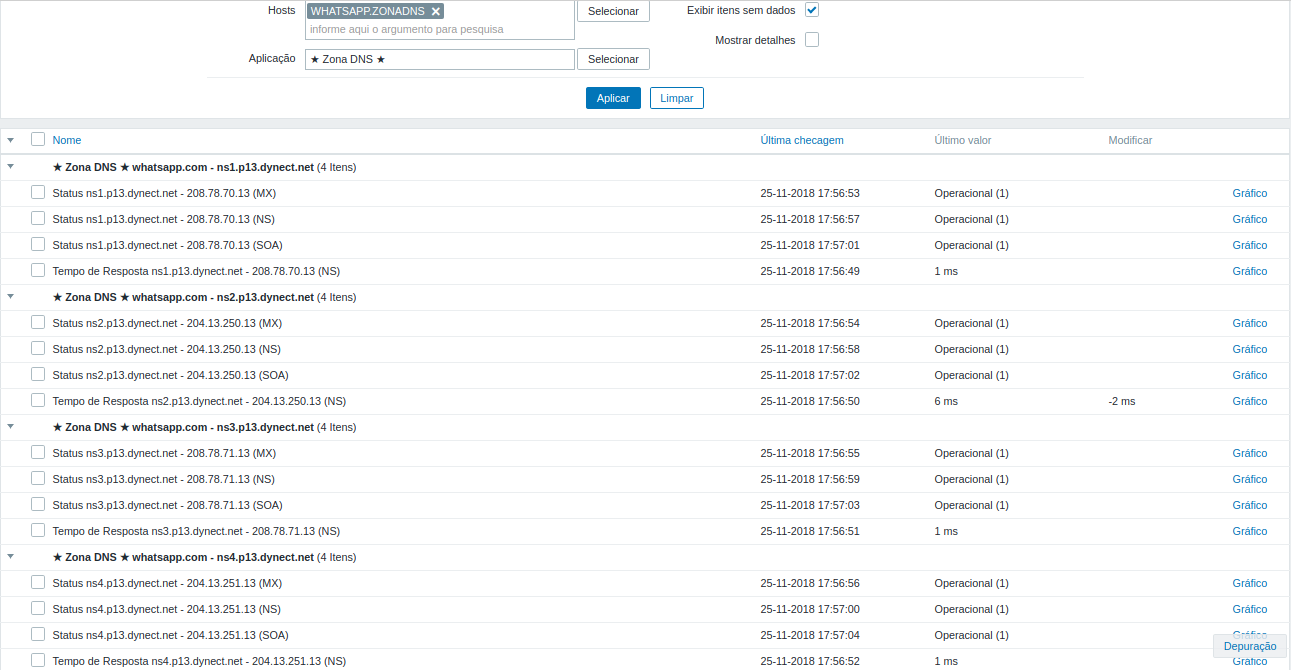 Hosts WHATSAPP.ZONADNS ✕ Selecionar Exibir itens sem dados
informe aqui o argumento para pesquisa
Mostrar detalhes
Aplicação ★ Zona DNS ★ Selecionar
Aplicar Limpar
Nome Última checagem Último valor Modificar
★ Zona DNS ★ whatsapp.com - ns1.p13.dynect.net (4 Itens)
Status ns1.p13.dynect.net - 208.78.70.13 (MX) 25-11-2018 17:56:53 Operacional (1) Gráfico
Status ns1.p13.dynect.net - 208.78.70.13 (NS) 25-11-2018 17:56:57 Operacional (1) Gráfico
Status ns1.p13.dynect.net - 208.78.70.13 (SOA) 25-11-2018 17:57:01 Operacional (1) Gráfico
Tempo de Resposta ns1.p13.dynect.net - 208.78.70.13 (NS) 25-11-2018 17:56:49 1 ms Gráfico
★ Zona DNS ★ whatsapp.com - ns2.p13.dynect.net (4 Itens)
Status ns2.p13.dynect.net - 204.13.250.13 (MX) 25-11-2018 17:56:54 Operacional (1) Gráfico
Status ns2.p13.dynect.net - 204.13.250.13 (NS) 25-11-2018 17:56:58 Operacional (1) Gráfico
Status ns2.p13.dynect.net - 204.13.250.13 (SOA) 25-11-2018 17:57:02 Operacional (1) Gráfico
Tempo de Resposta ns2.p13.dynect.net - 204.13.250.13 (NS) 25-11-2018 17:56:50 6 ms -2 ms Gráfico
★ Zona DNS ★ whatsapp.com - ns3.p13.dynect.net (4 Itens)
Status ns3.p13.dynect.net - 208.78.71.13 (MX) 25-11-2018 17:56:55 Operacional (1) Gráfico
Status ns3.p13.dynect.net - 208.78.71.13 (NS) 25-11-2018 17:56:59 Operacional (1) Gráfico
Status ns3.p13.dynect.net - 208.78.71.13 (SOA) 25-11-2018 17:57:03 Operacional (1) Gráfico
Tempo de Resposta ns3.p13.dynect.net - 208.78.71.13 (NS) 25-11-2018 17:56:51 1 ms Gráfico
★ Zona DNS ★ whatsapp.com - ns4.p13.dynect.net (4 Itens)
Status ns4.p13.dynect.net - 204.13.251.13 (MX) 25-11-2018 17:56:56 Operacional (1) Gráfico
Status ns4.p13.dynect.net - 204.13.251.13 (NS) 25-11-2018 17:57:00 Operacional (1) Gráfico
Status ns4.p13.dynect.net - 204.13.251.13 (SOA) 25-11-2018 17:57:04 Operacional (1) Gráfico
Depuração
Tempo de Resposta ns4.p13.dynect.net - 204.13.251.13 (NS) 25-11-2018 17:56:52 1 ms Gráfico